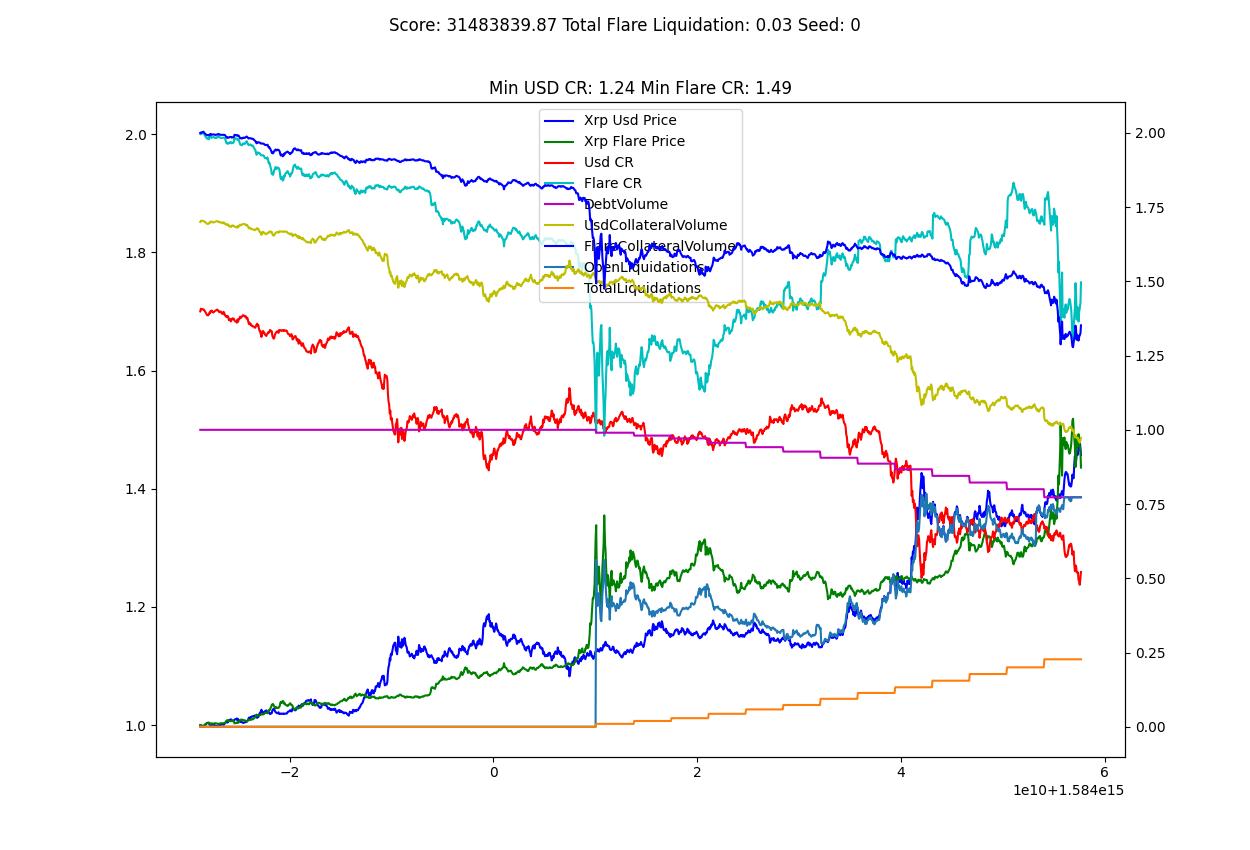 Score: 31483839.87 Total Flare Liquidation: 0.03 Seed: 0
Min USD CR: 1.24 Min Flare CR: 1.49
Xrp Usd Price
Xrp Flare Price
Usd CR
Flare CR
DebtVolume
UsdCollateralVolume
FlareCollateralVolume
OpenLiquidations
TotalLiquidations
2.0
1.8
1.6
1.4
1.2
1.0
2.00
1.75
1.50
1.25
1.00
0.75
0.50
0.25
0.00
−2
0
2
4
6
1e10+1.584e15